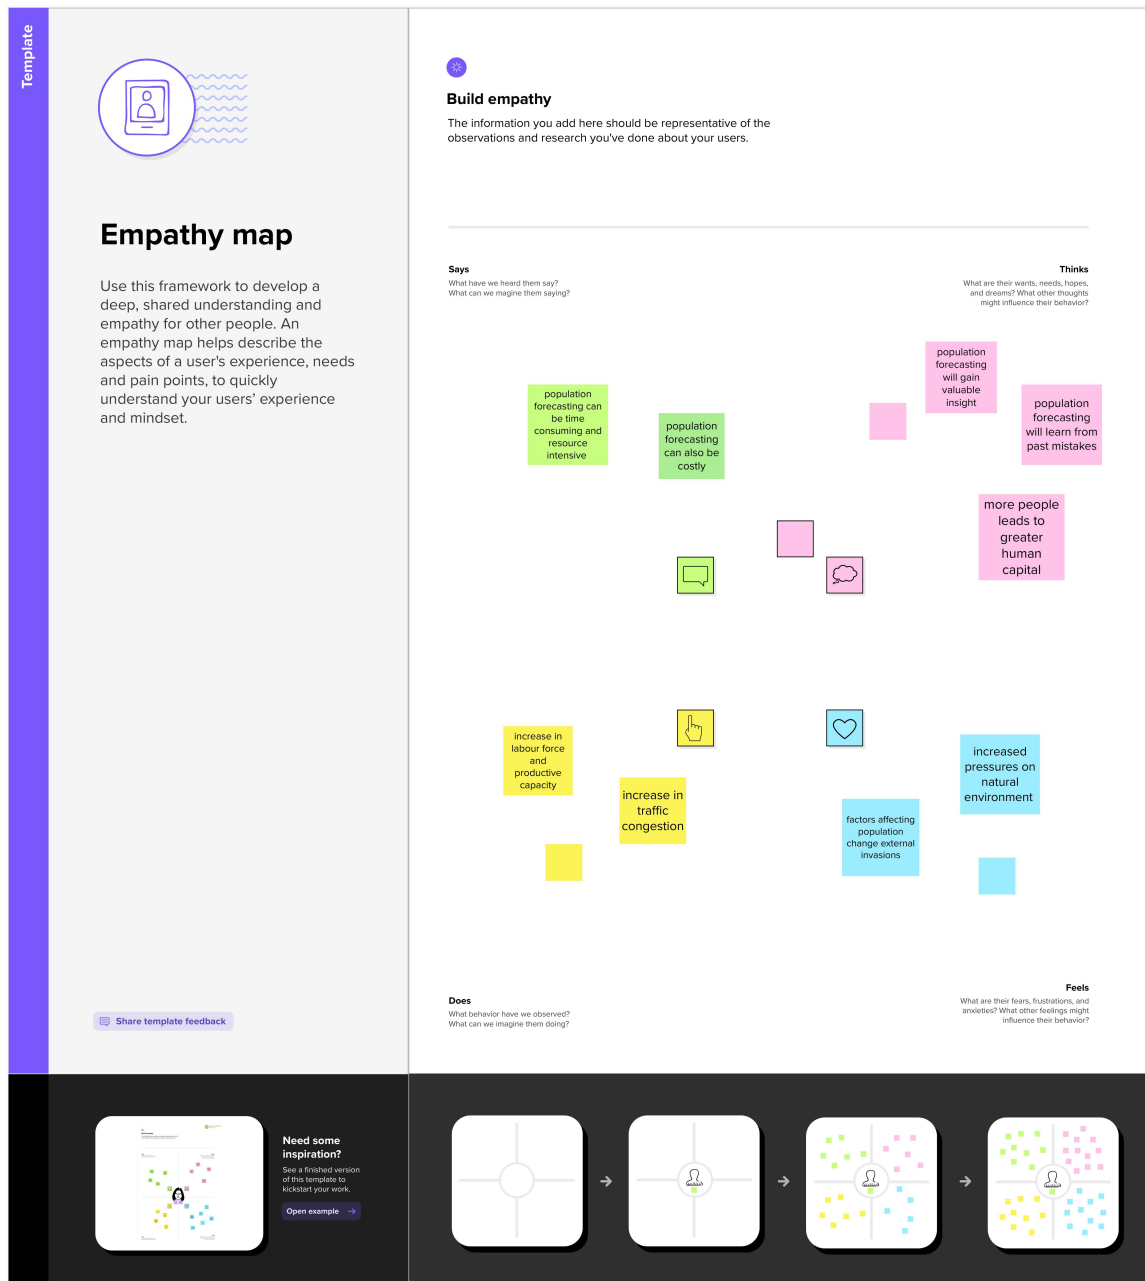 Template
Empathy map
Use this framework to develop a
deep, shared understanding and
empathy for other people. An
empathy map helps describe the
aspects of a user's experience, needs
and pain points, to quickly
understand your users’ experience
and mindset.
Share template feedback
Build empathy
The information you add here should be representative of the
observations and research you've done about your users.
Says
What have we heard them say?
What can we magine them saying?
Thinks
What are their wants, needs, hopes,
and dreams? What other thoughts
might influence their behavior?
population
forecasting can
be time
consuming and
resource
intensive
population
forecasting
can also be
costly
population
forecasting
will gain
valuable
insight
population
forecasting
will learn from
past mistakes
more people
leads to
greater
human
capital
increase in
labour force
and
productive
capacity
increase in
traffic
congestion
factors affecting
population
change external
invasions
increased
pressures on
natural
environment
Does
What behavior have we observed?
What can we imagine them doing?
Feels
What are their fears, frustrations, and
anxieties? What other feelings might
influence their behavior?
Need some
inspiration?
See a finished version
of this template to
kickstart your work.
Open example